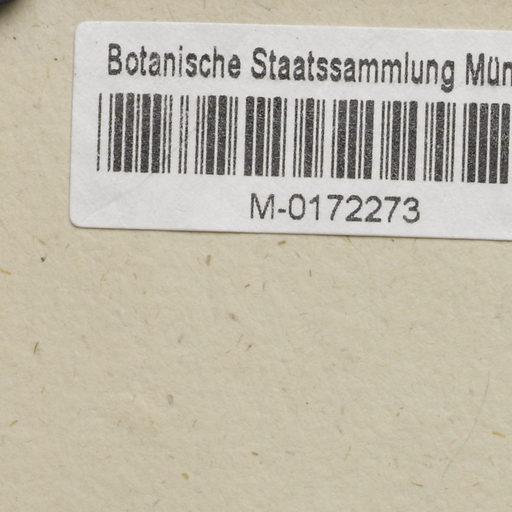 Botanische Staatssammlung Mün
M-0172273